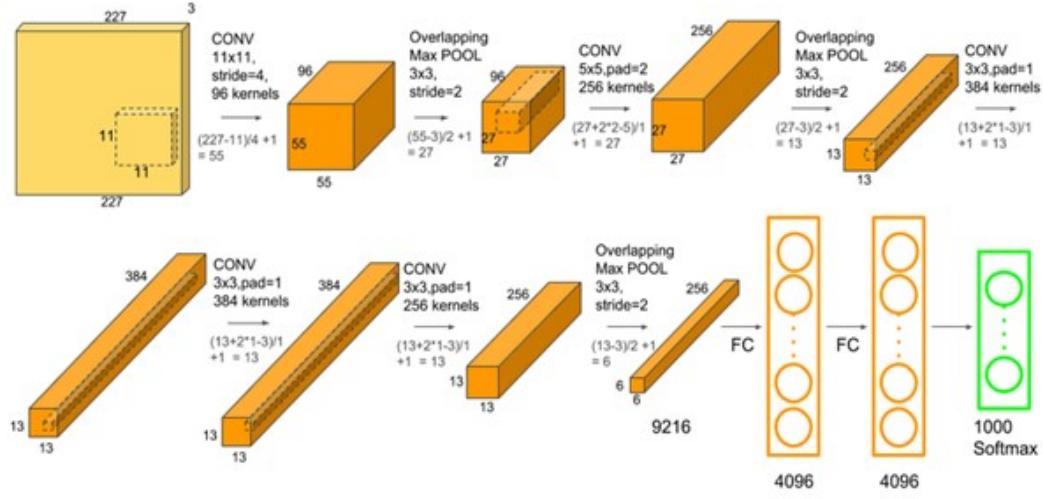 227
3
11
11
227
CONV
11x11,
stride=4,
96 kernels
(227-11)/4 +1
= 55
96
55
55
Overlapping
Max POOL
3x3,
stride=2
(55-3)/2 +1
= 27
96
27
27
CONV
5x5,pad=2
256 kernels
(27+2*2-5)/1
+1 = 27
256
27
27
Overlapping
Max POOL
3x3,
stride=2
(27-3)/2 +1
= 13
256
13
13
CONV
3x3,pad=1
384 kernels
(13+2*1-3)/1
+1 = 13
384
13
13
CONV
3x3,pad=1
384 kernels
(13+2*1-3)/1
+1 = 13
384
13
13
CONV
3x3,pad=1
256 kernels
(13+2*1-3)/1
+1 = 13
256
13
13
Overlapping
Max POOL
3x3,
stride=2
(13-3)/2 +1
= 6
256
6
6
9216
FC
4096
FC
4096
1000
Softmax